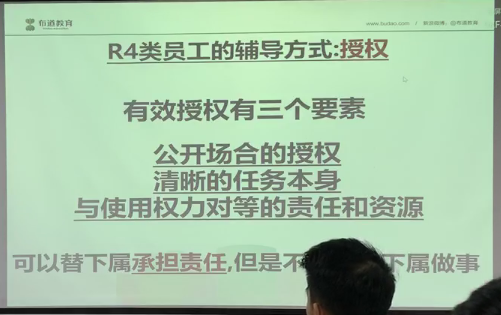 布道教育
www.budao.com / 新浪微博：@布道教育
R4类员工的辅导方式:授权
有效授权有三个要素
公开场合的授权
清晰的任务本身
与使用权力对等的责任和资源
可以替下属承担责任,但是不 下属做事